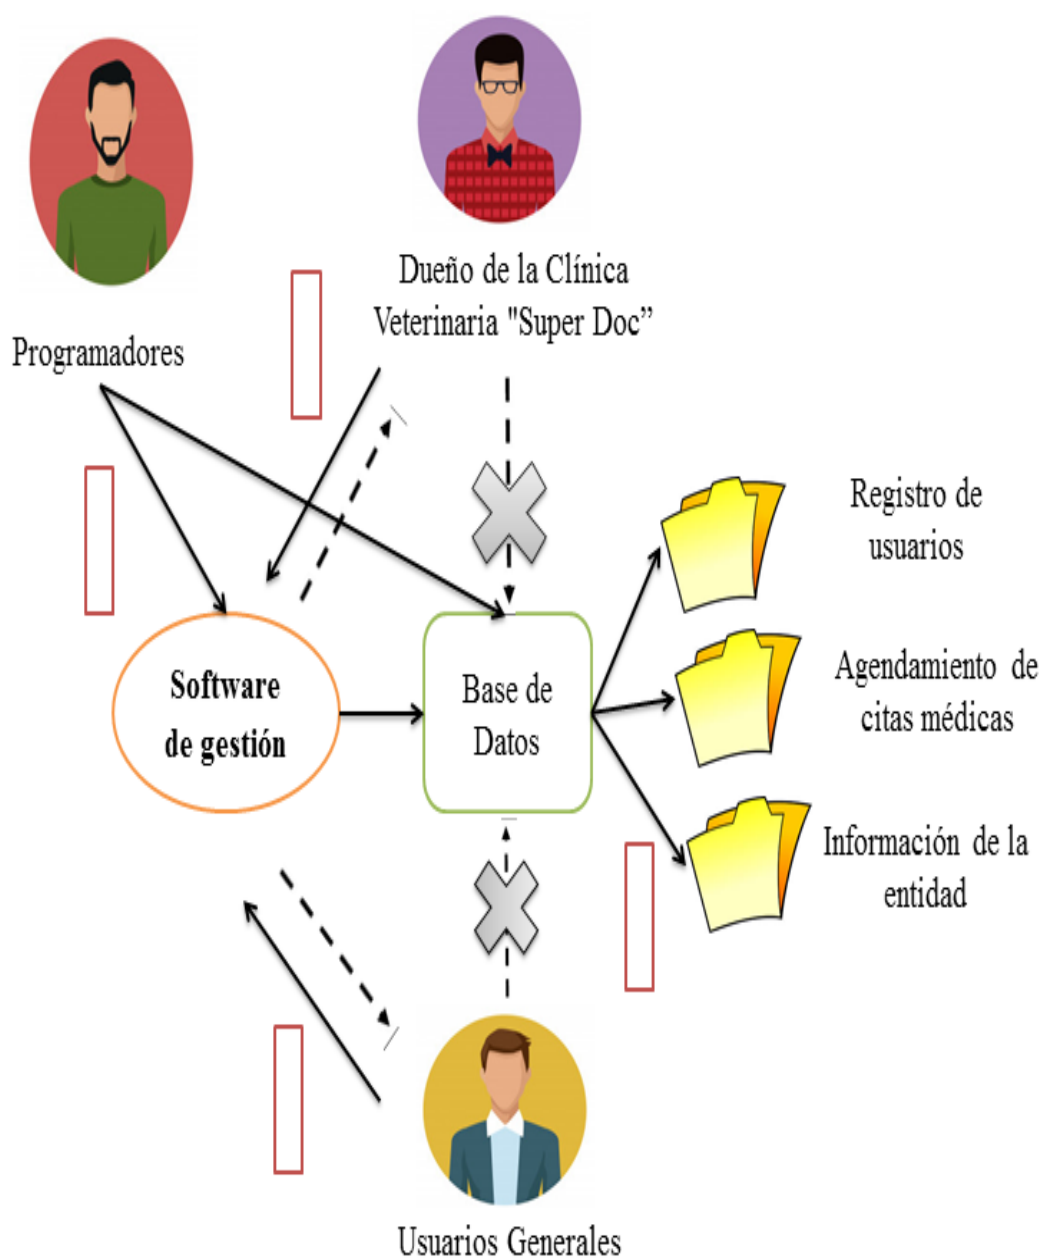 Dueño de la Clínica
Veterinaria "Super Doc”
Programadores
Registro de
usuarios
Software
de gestión
Base de
Datos
Agendamiento de
citas médicas
Información de la
entidad
Usuarios Generales